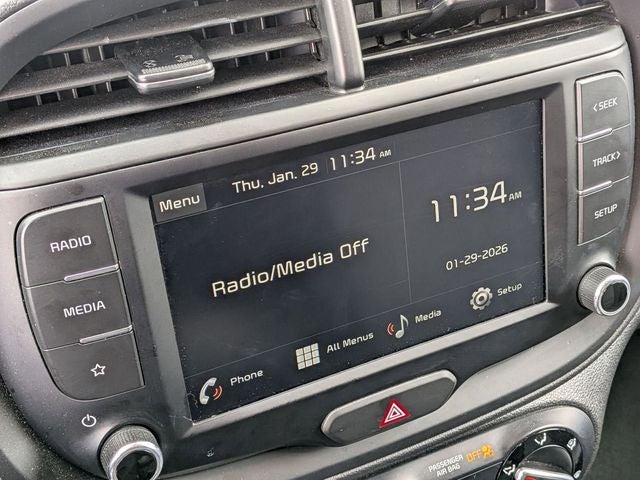 Menu
Thu, Jan. 29 11:34 AM
11:34 AM
Radio/Media Off
01-29-2026
Phone
All Menus
Media
Setup
RADIO
MEDIA
< SEEK
TRACK >
SETUP
PASSENGER
AIR BAG
OFF